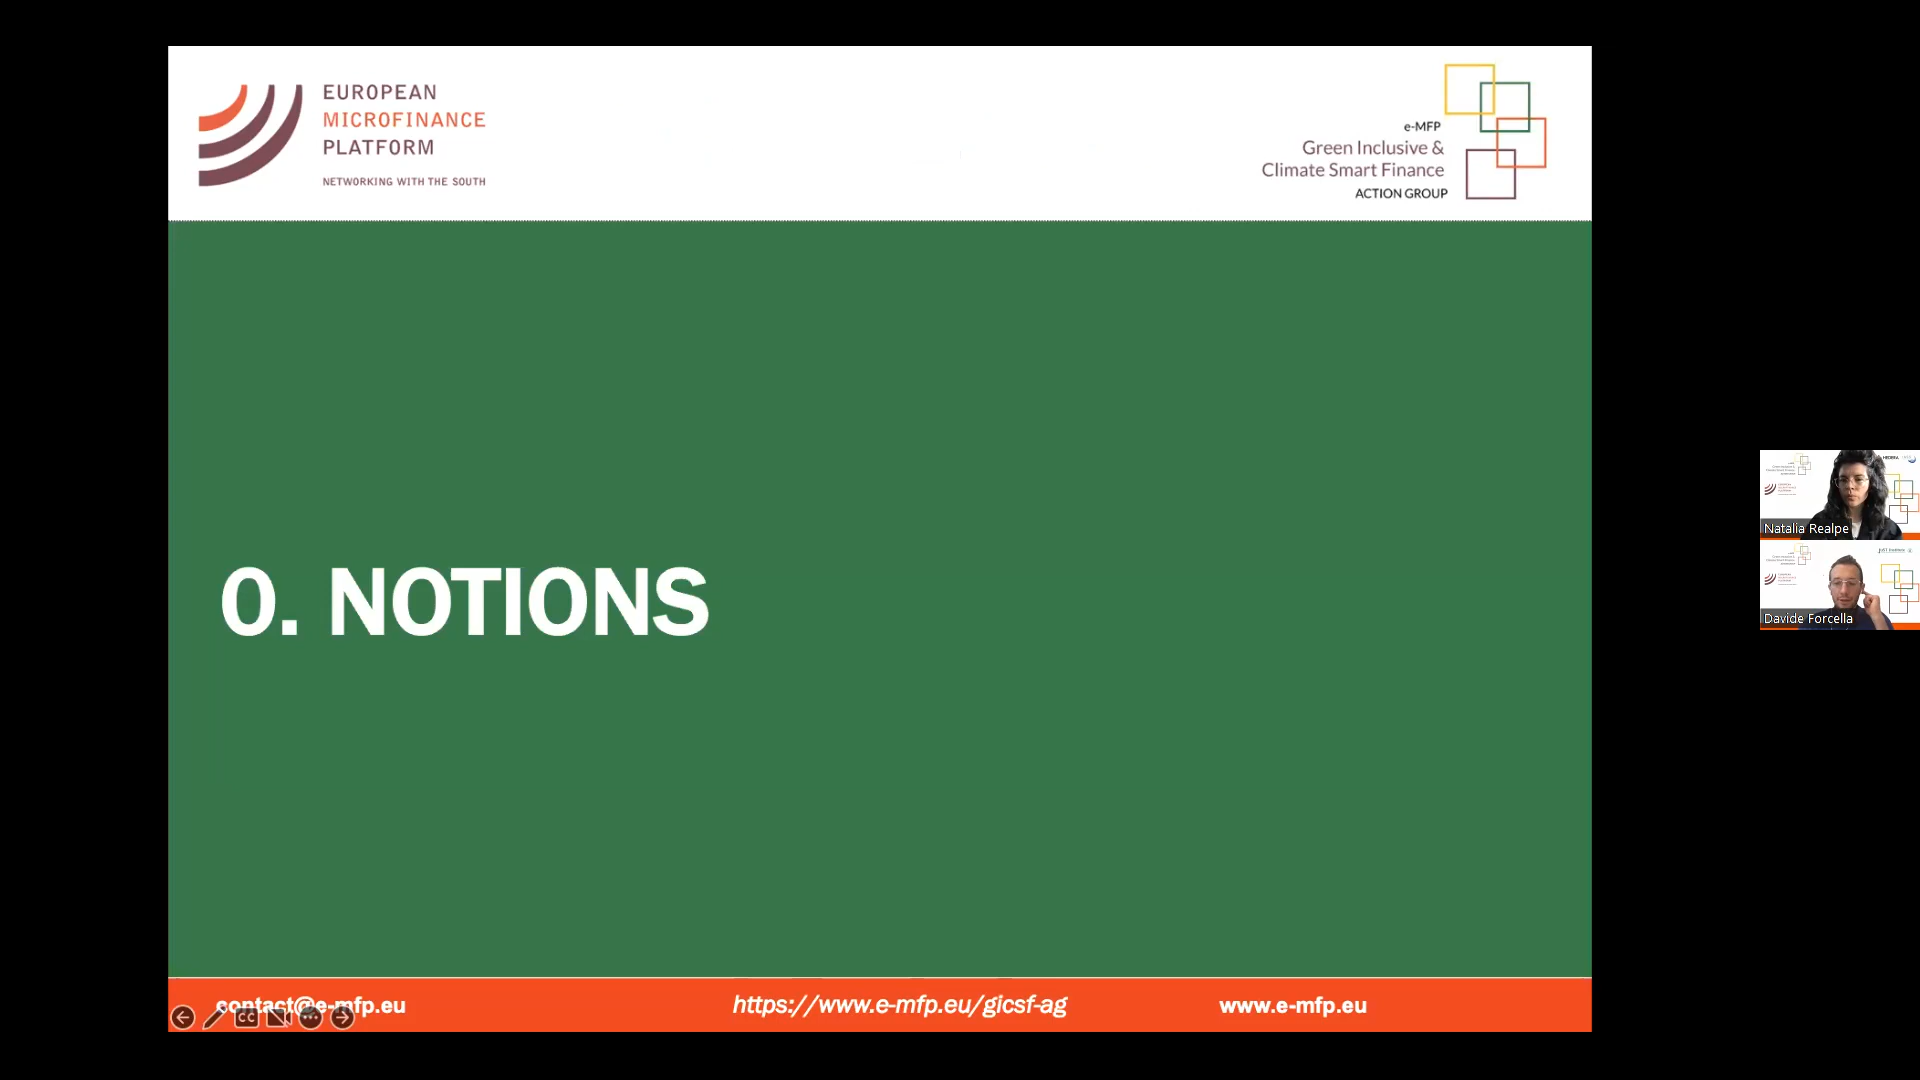 EUROPEAN
MICROFINANCE
PLATFORM
NETWORKING WITH THE SOUTH
e-MFP
Green Inclusive &
Climate Smart Finance
ACTION GROUP
0. NOTIONS
contact@e-mfp.eu
https://www.e-mfp.eu/gicsf-ag
www.e-mfp.eu
CC
Natalia Realpe
Davide Forcella